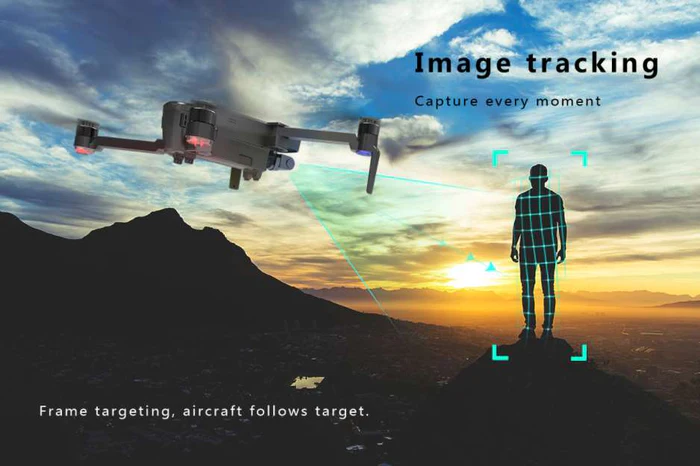 Image tracking
Capture every moment
Frame targeting, aircraft follows target.